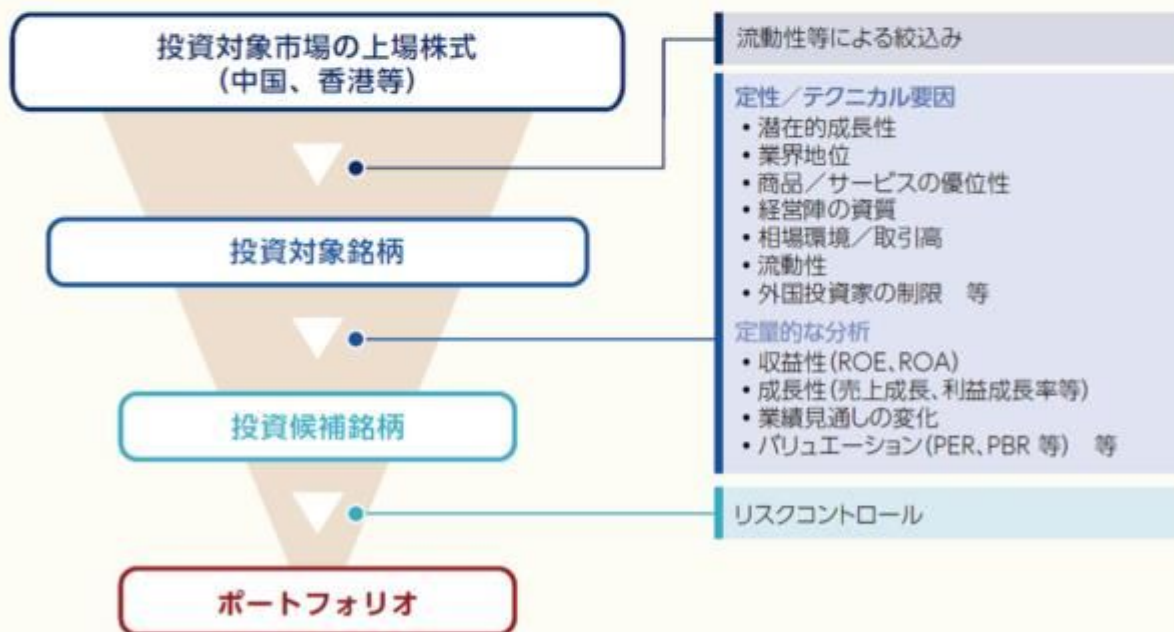 投資対象市場の上場株式
(中国、香港等)
流動性等による絞込み
投資対象銘柄
定性／テクニカル要因
• 潜在的成長性
• 業界地位
• 商品／サービスの優位性
• 経営陣の資質
• 相場環境／取引高
• 流動性
• 外国投資家の制限　等
定量的な分析
• 収益性(ROE、ROA)
• 成長性(売上成長、利益成長率等)
• 業績見通しの変化
• バリュエーション(PER、PBR 等)　等
投資候補銘柄
リスクコントロール
ポートフォリオ